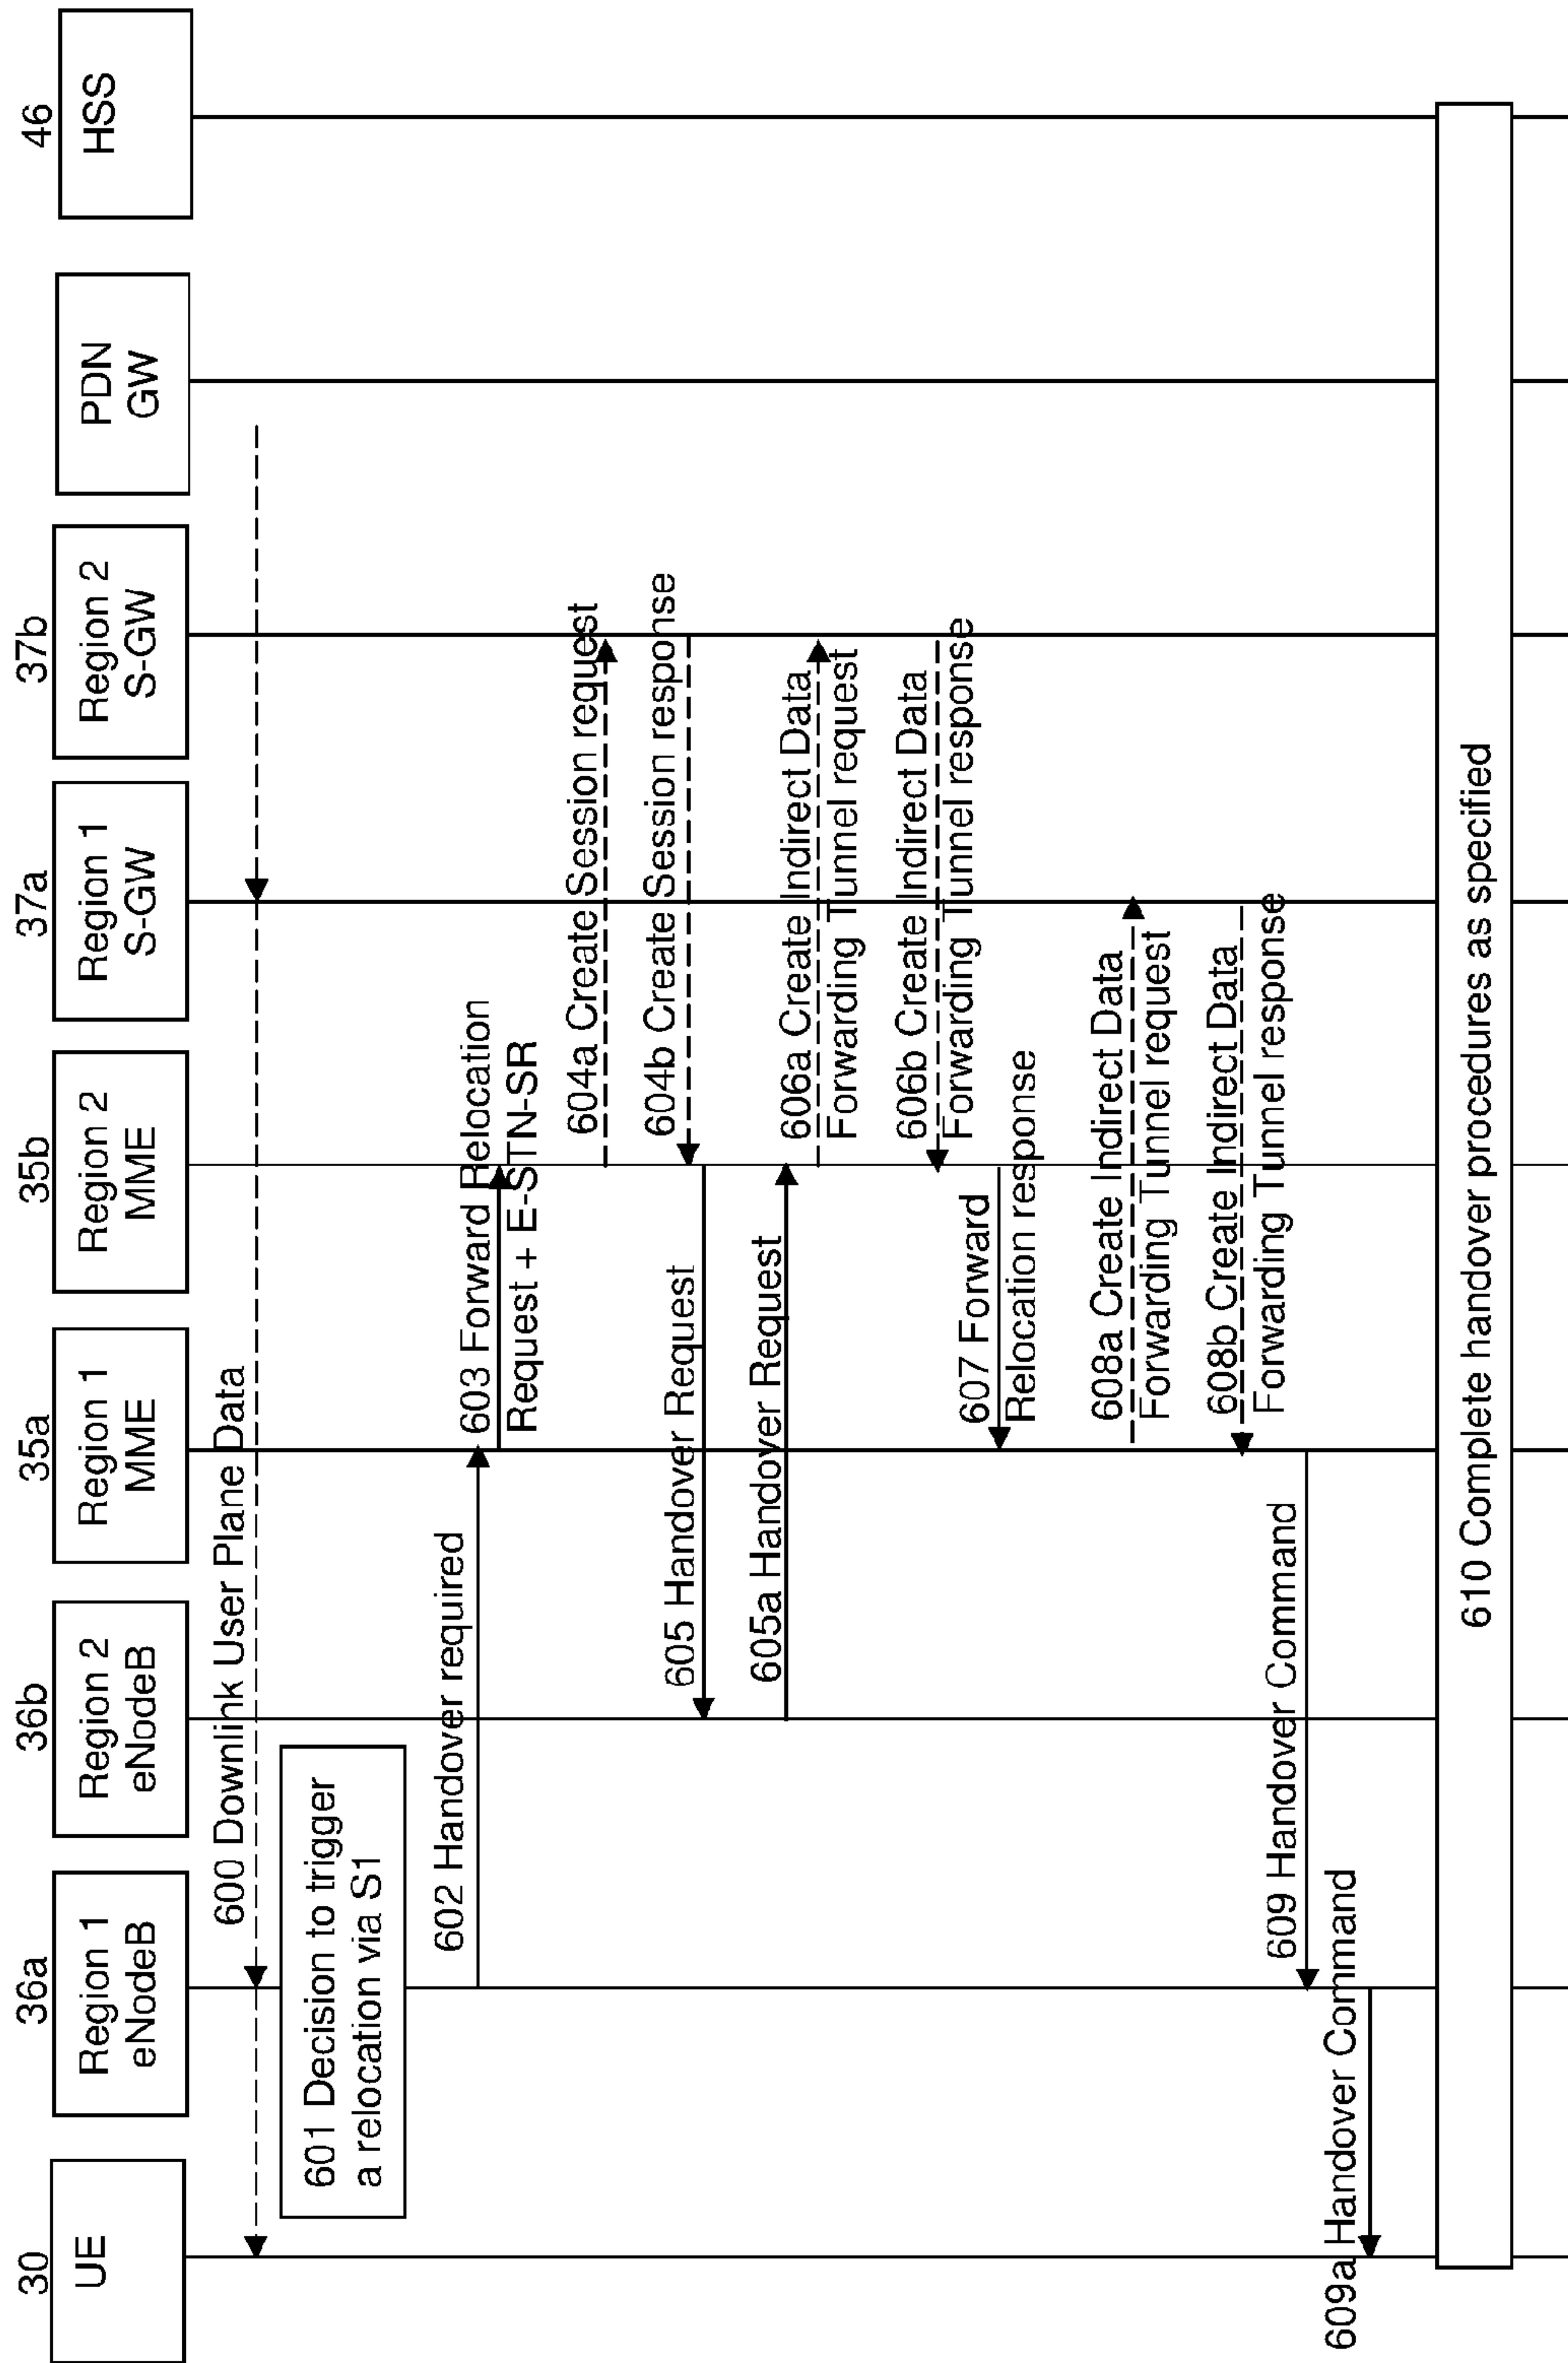 30
UE
36a
Region 1
eNodeB
36b
Region 2
eNodeB
35a
Region 1
MME
35b
Region 2
MME
37a
Region 1
S-GW
37b
Region 2
S-GW
PDN
GW
46
HSS
600 Downlink User Plane Data
601 Decision to trigger
a relocation via S1
602 Handover required
603 Forward Relocation
Request + E-STN-SR
604a Create Session request
604b Create Session response
605 Handover Request
605a Handover Request
606a Create Indirect Data
Forwarding Tunnel request
606b Create Indirect Data
Forwarding Tunnel response
607 Forward
Relocation response
608a Create Indirect Data
Forwarding Tunnel request
608b Create Indirect Data
Forwarding Tunnel response
609 Handover Command
609a Handover Command
610 Complete handover procedures as specified